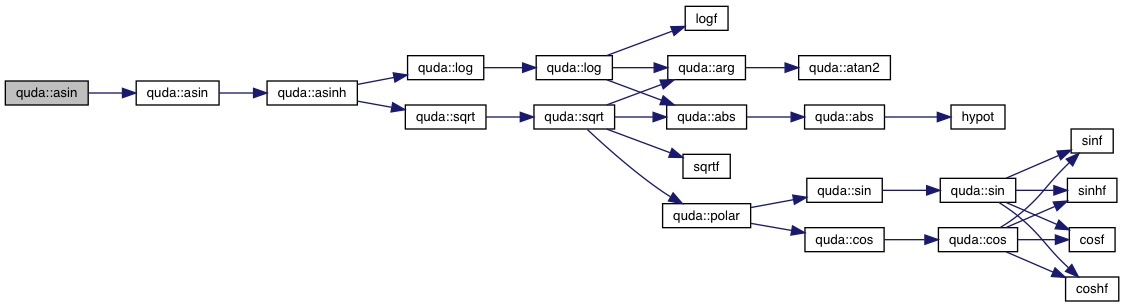 quda::asin
quda::asin
quda::asinh
quda::log
quda::sqrt
quda::log
quda::sqrt
logf
quda::arg
quda::abs
sqrtf
quda::polar
quda::atan2
quda::abs
quda::sin
quda::cos
hypot
quda::sin
quda::cos
sinf
sinhf
cosf
coshf